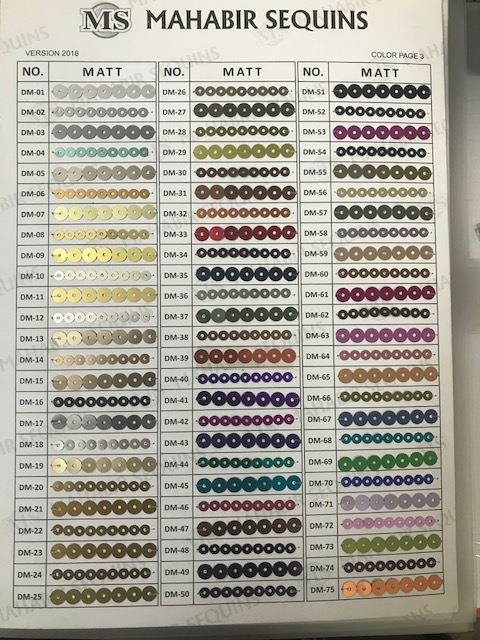 MS MAHABIR SEQUINS
VERSION 2018 COLOR PAGE 3
NO. MATT NO. MATT NO. MATT
DM-01 DM-26 DM-51
DM-02 DM-27 DM-52
DM-03 DM-28 DM-53
DM-04 DM-29 DM-54
DM-05 DM-30 DM-55
DM-06 DM-31 DM-56
DM-07 DM-32 DM-57
DM-08 DM-33 DM-58
DM-09 DM-34 DM-59
DM-10 DM-35 DM-60
DM-11 DM-36 DM-61
DM-12 DM-37 DM-62
DM-13 DM-38 DM-63
DM-14 DM-39 DM-64
DM-15 DM-40 DM-65
DM-16 DM-41 DM-66
DM-17 DM-42 DM-67
DM-18 DM-43 DM-68
DM-19 DM-44 DM-69
DM-20 DM-45 DM-70
DM-21 DM-46 DM-71
DM-22 DM-47 DM-72
DM-23 DM-48 DM-73
DM-24 DM-49 DM-74
DM-25 DM-50 DM-75